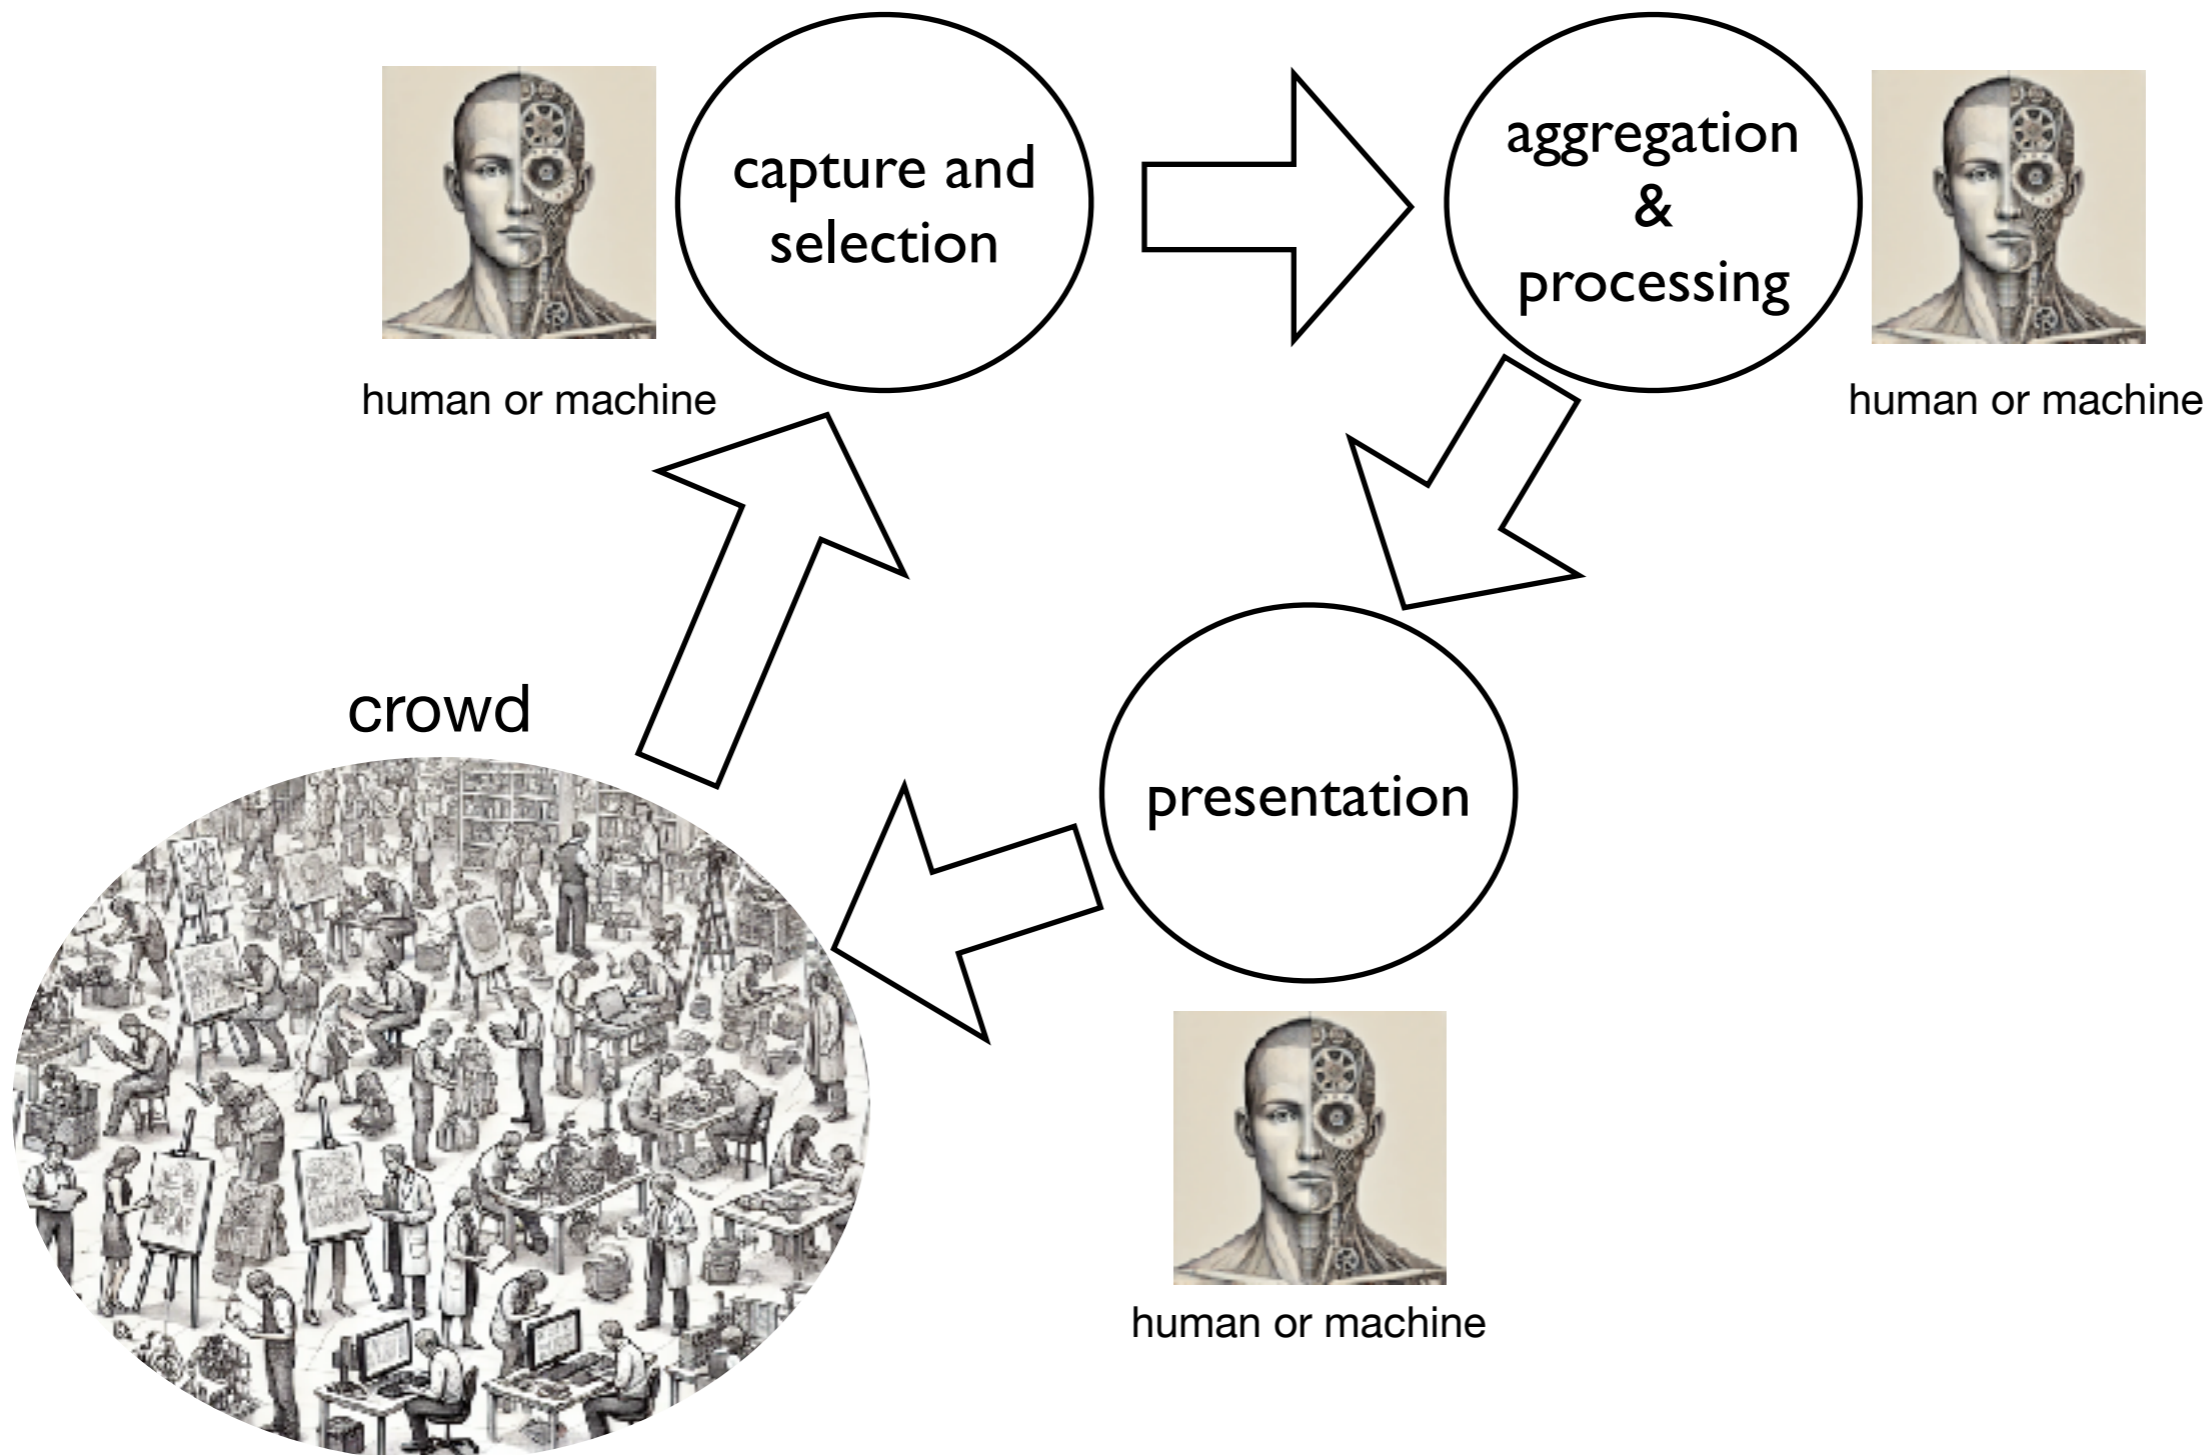 capture and
selection
aggregation
&
processing
human or machine
human or machine
crowd
presentation
human or machine